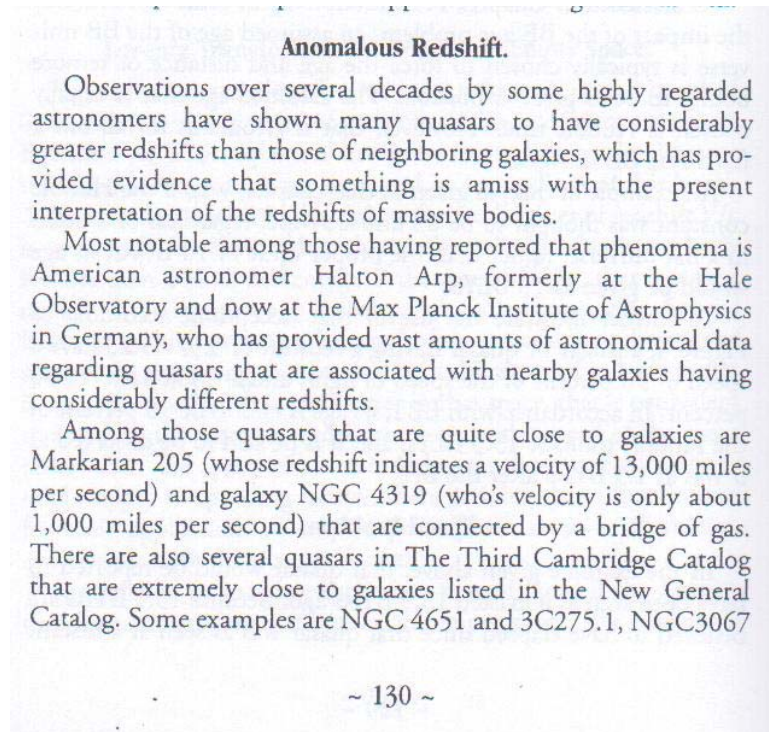 Anomalous Redshift.
Observations over several decades by some highly regarded
astronomers have shown many quasars to have considerably
greater redshifts than those of neighboring galaxies, which has pro-
vided evidence that something is amiss with the present
interpretation of the redshifts of massive bodies.
Most notable among those having reported that phenomena is
American astronomer Halton Arp, formerly at the Hale
Observatory and now at the Max Planck Institute of Astrophysics
in Germany, who has provided vast amounts of astronomical data
regarding quasars that are associated with nearby galaxies having
considerably different redshifts.
Among those quasars that are quite close to galaxies are
Markarian 205 (whose redshift indicates a velocity of 13,000 miles
per second) and galaxy NGC 4319 (who's velocity is only about
1,000 miles per second) that are connected by a bridge of gas.
There are also several quasars in The Third Cambridge Catalog
that are extremely close to galaxies listed in the New General
Catalog. Some examples are NGC 4651 and 3C275.1, NGC3067
~ 130 ~